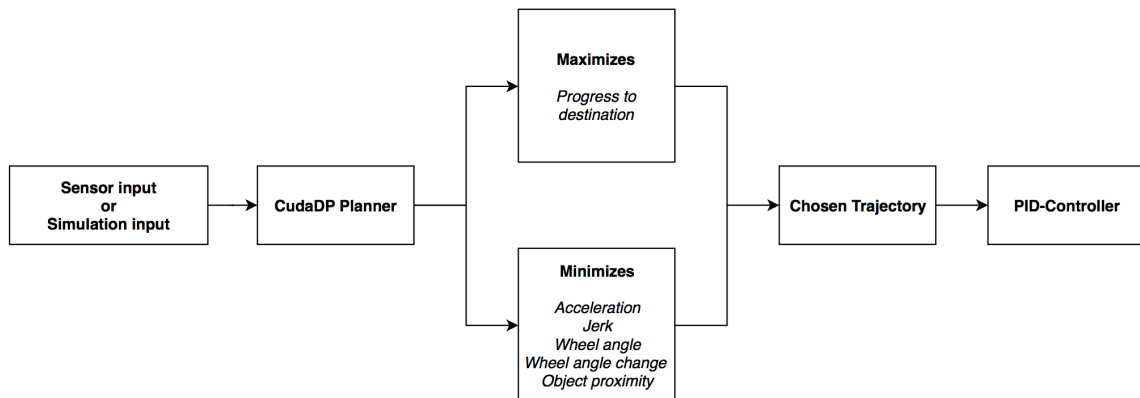 Sensor input
or
Simulation input
CudaDP Planner
Maximizes
Progress to
destination
Minimizes
Acceleration
Jerk
Wheel angle
Wheel angle change
Object proximity
Chosen Trajectory
PID-Controller